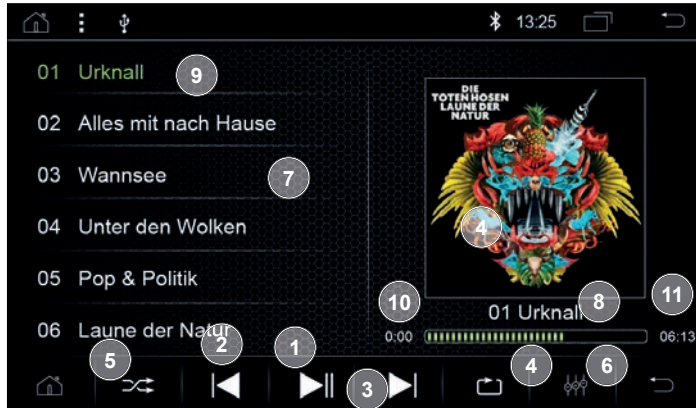 13:25
01 Urknall
9
02 Alles mit nach Hause
03 Wannsee
7
04 Unter den Wolken
05 Pop & Politik
06 Laune der Natur
DIE
TOTEN HOSEN
LAUNE DER
NATUR
4
10
8
11
01 Urknall
0:00
06:13
5
2
1
3
4
6